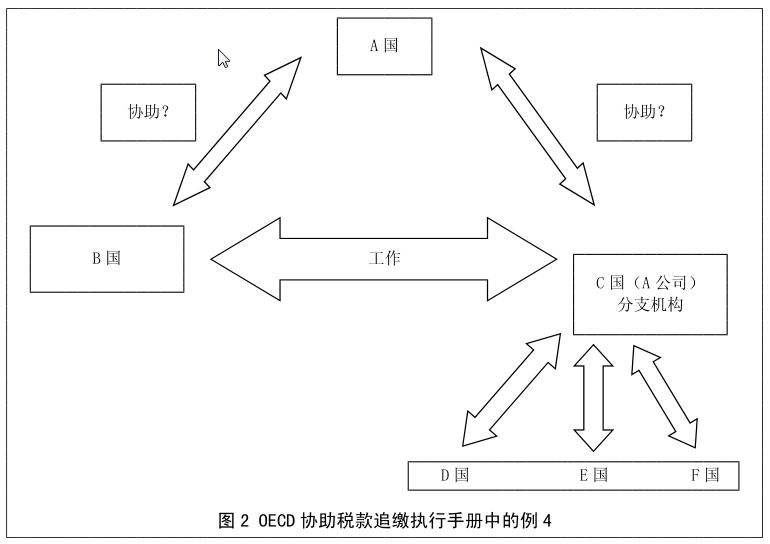 A 国
协助？
协助？
B 国
工作
C 国（A 公司）
分支机构
D 国
E 国
F 国
图 2 OECD 协助税款追缴执行手册中的例 4